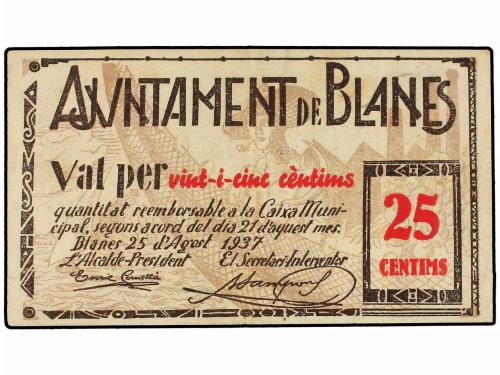 AJUNTAMENT DE BLANES
Val per vint-i-cinc cèntims
quantitat reemborsable a la Caixa Muni-
cipal, segons acord del dia 21 d'aquest mes.
Blanes 25 d'Agost 1937
L'Alcalde-President El Secretari-Interventor
Enric
25
CENTIMS